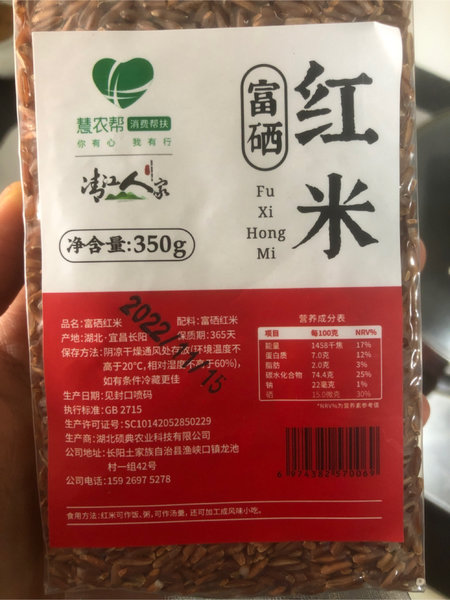 慧农帮 消费帮扶
你有心 我有行
清江人家
净含量:350g
富硒
红米
Fu
Xi
Hong
Mi
品名:富硒红米 配料:富硒红米
产地:湖北·宜昌长阳 保质期:365天
保存方法:阴凉干燥通风处存放(环境温度不
高于20℃,相对湿度不高于60%),
如有条件冷藏更佳
生产日期:见封口喷码
执行标准:GB 2715
生产许可证号:SC10142052850229
生产商:湖北硕典农业科技有限公司
公司地址:长阳土家族自治县渔峡口镇龙池
村一组42号
公司电话:159 2697 5278
2022/11/15
营养成分表
项目 每100克 NRV%
能量 1458千焦 17%
蛋白质 7.0克 12%
脂肪 2.0克 3%
碳水化合物 74.4克 25%
钠 22毫克 1%
硒 15.0微克 30%
*NRV%为营养素参考值
6974382570069
食用方法:红米可作饭、粥,可作汤羹,还可加工成风味小吃。